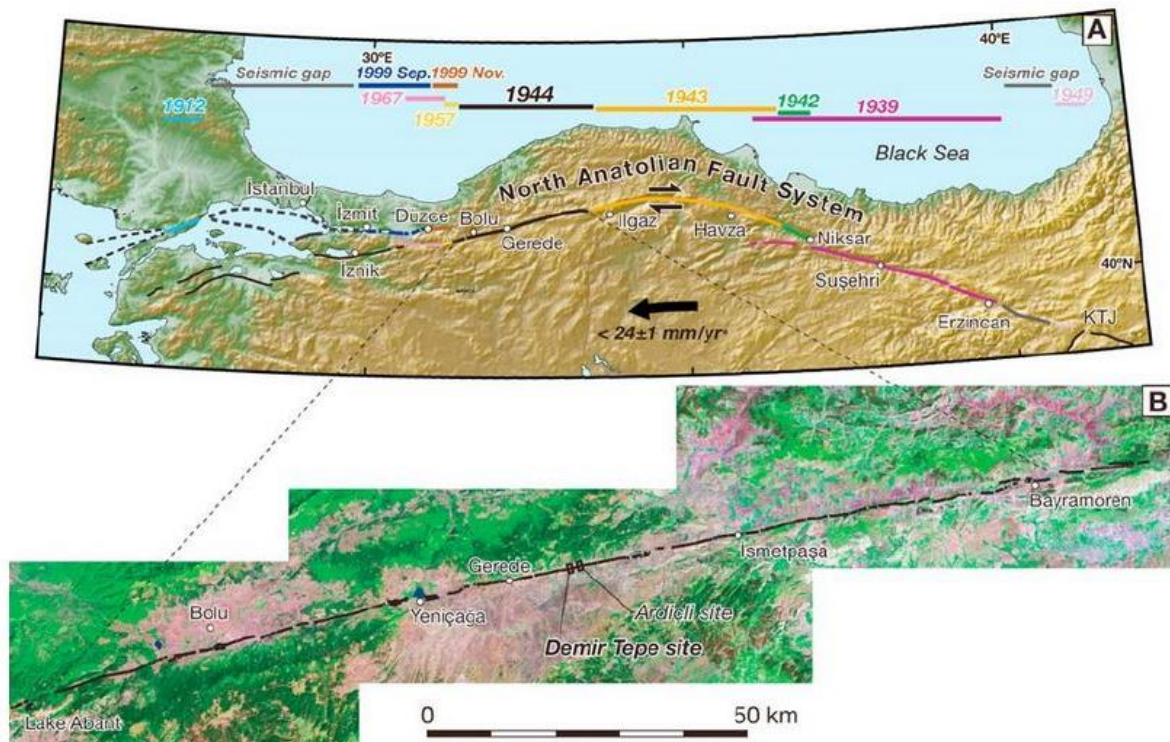 A
30°E
40°E
Seismic gap
1999 Sep.
1999 Nov.
Seismic gap
1912
1967
1957
1944
1943
1942
1939
1949
Black Sea
North Anatolian Fault System
İstanbul
İzmit
Düzce
Bolu
Gerede
İznik
Ilgaz
Havza
Niksar
Suşehri
Erzincan
KTJ
40°N
< 24±1 mm/yr*
B
Bayramoren
Ismetpaşa
Gerede
Ardicli site
Demir Tepe site
Yeniçağa
Bolu
Lake Abant
0
50 km